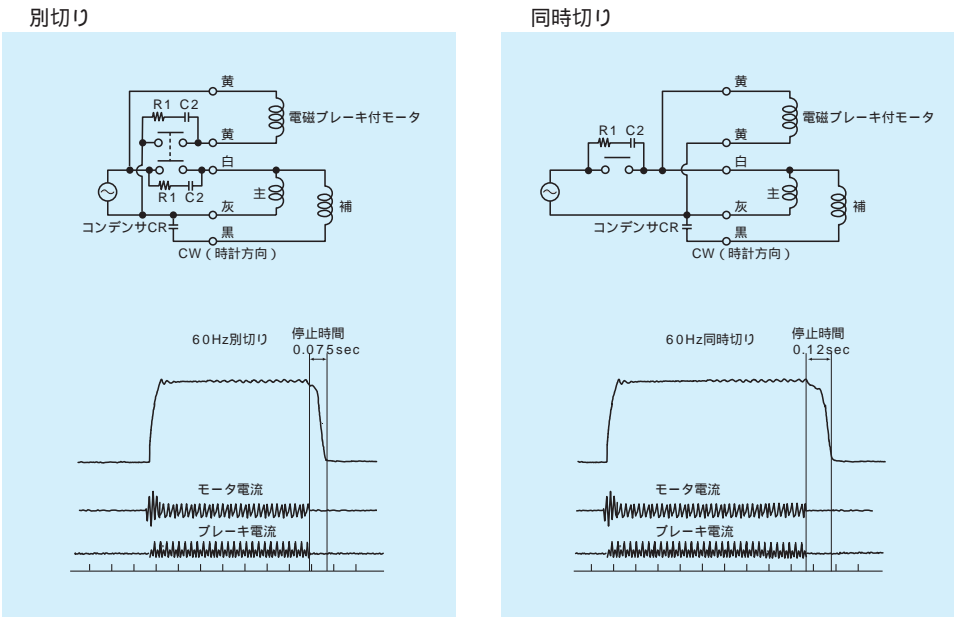 別切り
黄
R1 C2
電磁ブレーキ付モータ
黄
白
主
R1 C2
補
灰
コンデンサCR
黒
CW(時計方向)
60Hz別切り
停止時間
0.075sec
モータ電流
ブレーキ電流
同時切り
黄
電磁ブレーキ付モータ
R1 C2
黄
白
主
灰
補
コンデンサCR
黒
CW(時計方向)
60Hz同時切り
停止時間
0.12sec
モータ電流
ブレーキ電流